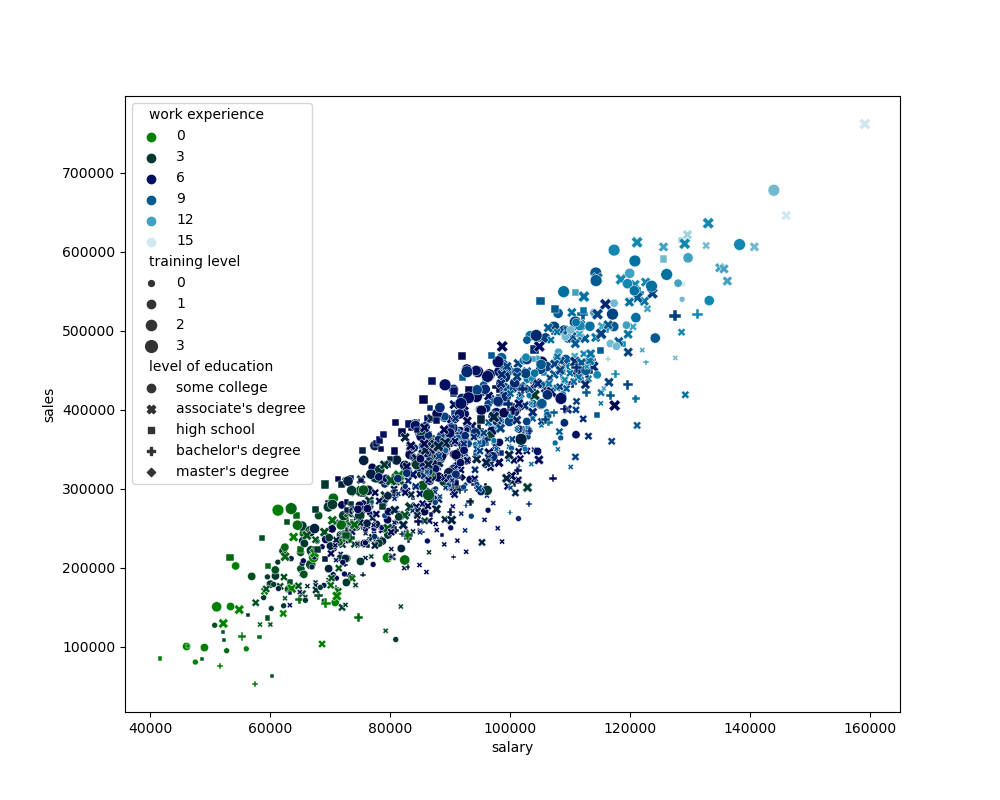 work experience
0
3
6
9
12
15
training level
0
1
2
3
level of education
some college
associate's degree
high school
bachelor's degree
master's degree
700000
600000
500000
400000
300000
200000
100000
sales
40000 60000 80000 100000 120000 140000 160000
salary